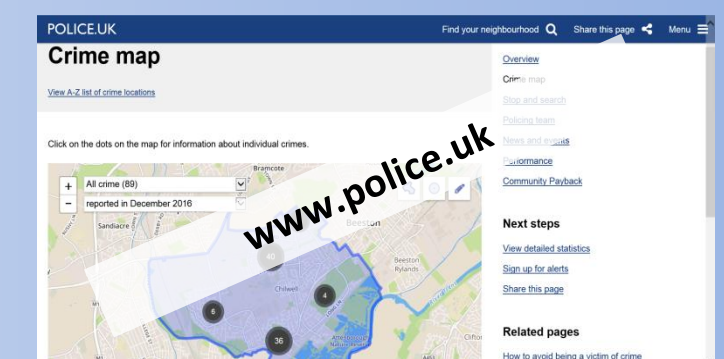 POLICE.UK
Find your neighbourhood Share this page Menu
Crime map
View A-Z list of crime locations
Click on the dots on the map for information about individual crimes.
+ All crime (89)
− reported in December 2016
Bramcote
Sandiacre
Beeston
Beeston
Rylands
Chilwell
Attenborough
Nature Reserve
Clifton
40
4
6
36
M1
www.police.uk
Overview
Crime map
Stop and search
Policing team
News and events
Performance
Community Payback
Next steps
View detailed statistics
Sign up for alerts
Share this page
Related pages
How to avoid being a victim of crime